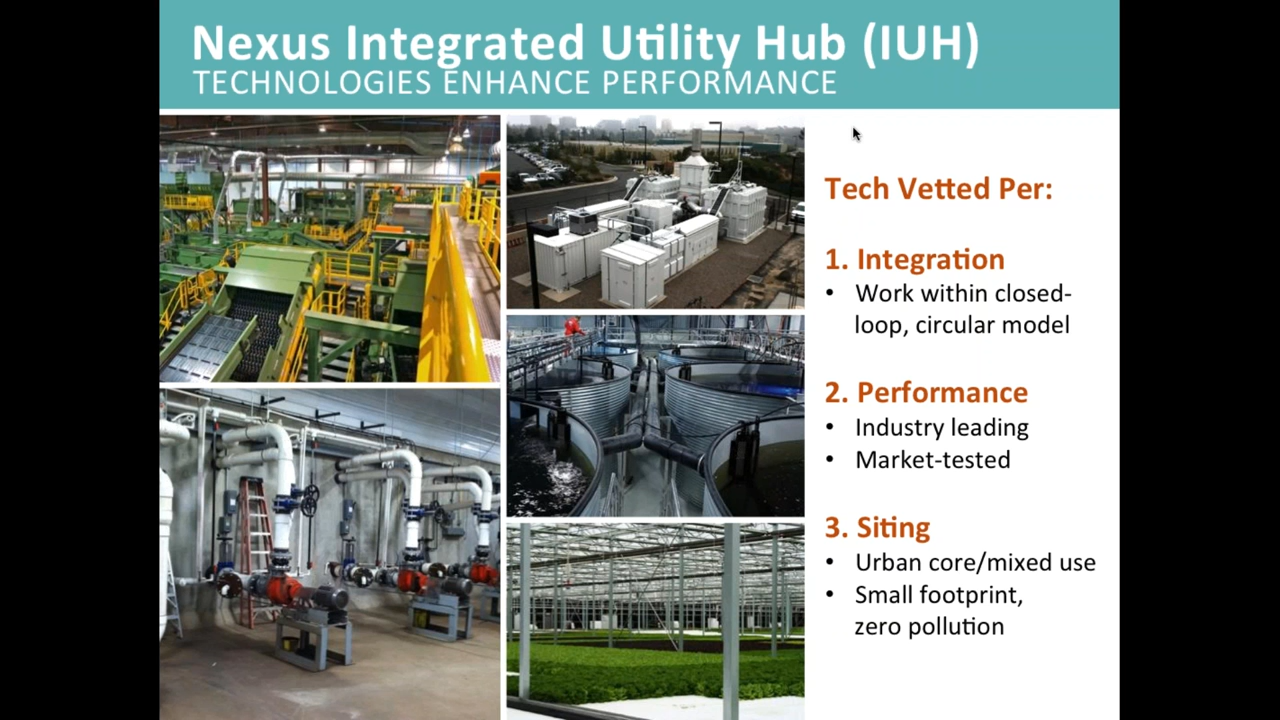 Nexus Integrated Utility Hub (IUH)
TECHNOLOGIES ENHANCE PERFORMANCE
Tech Vetted Per:
1. Integration
• Work within closed-
loop, circular model
2. Performance
• Industry leading
• Market-tested
3. Siting
• Urban core/mixed use
• Small footprint,
zero pollution